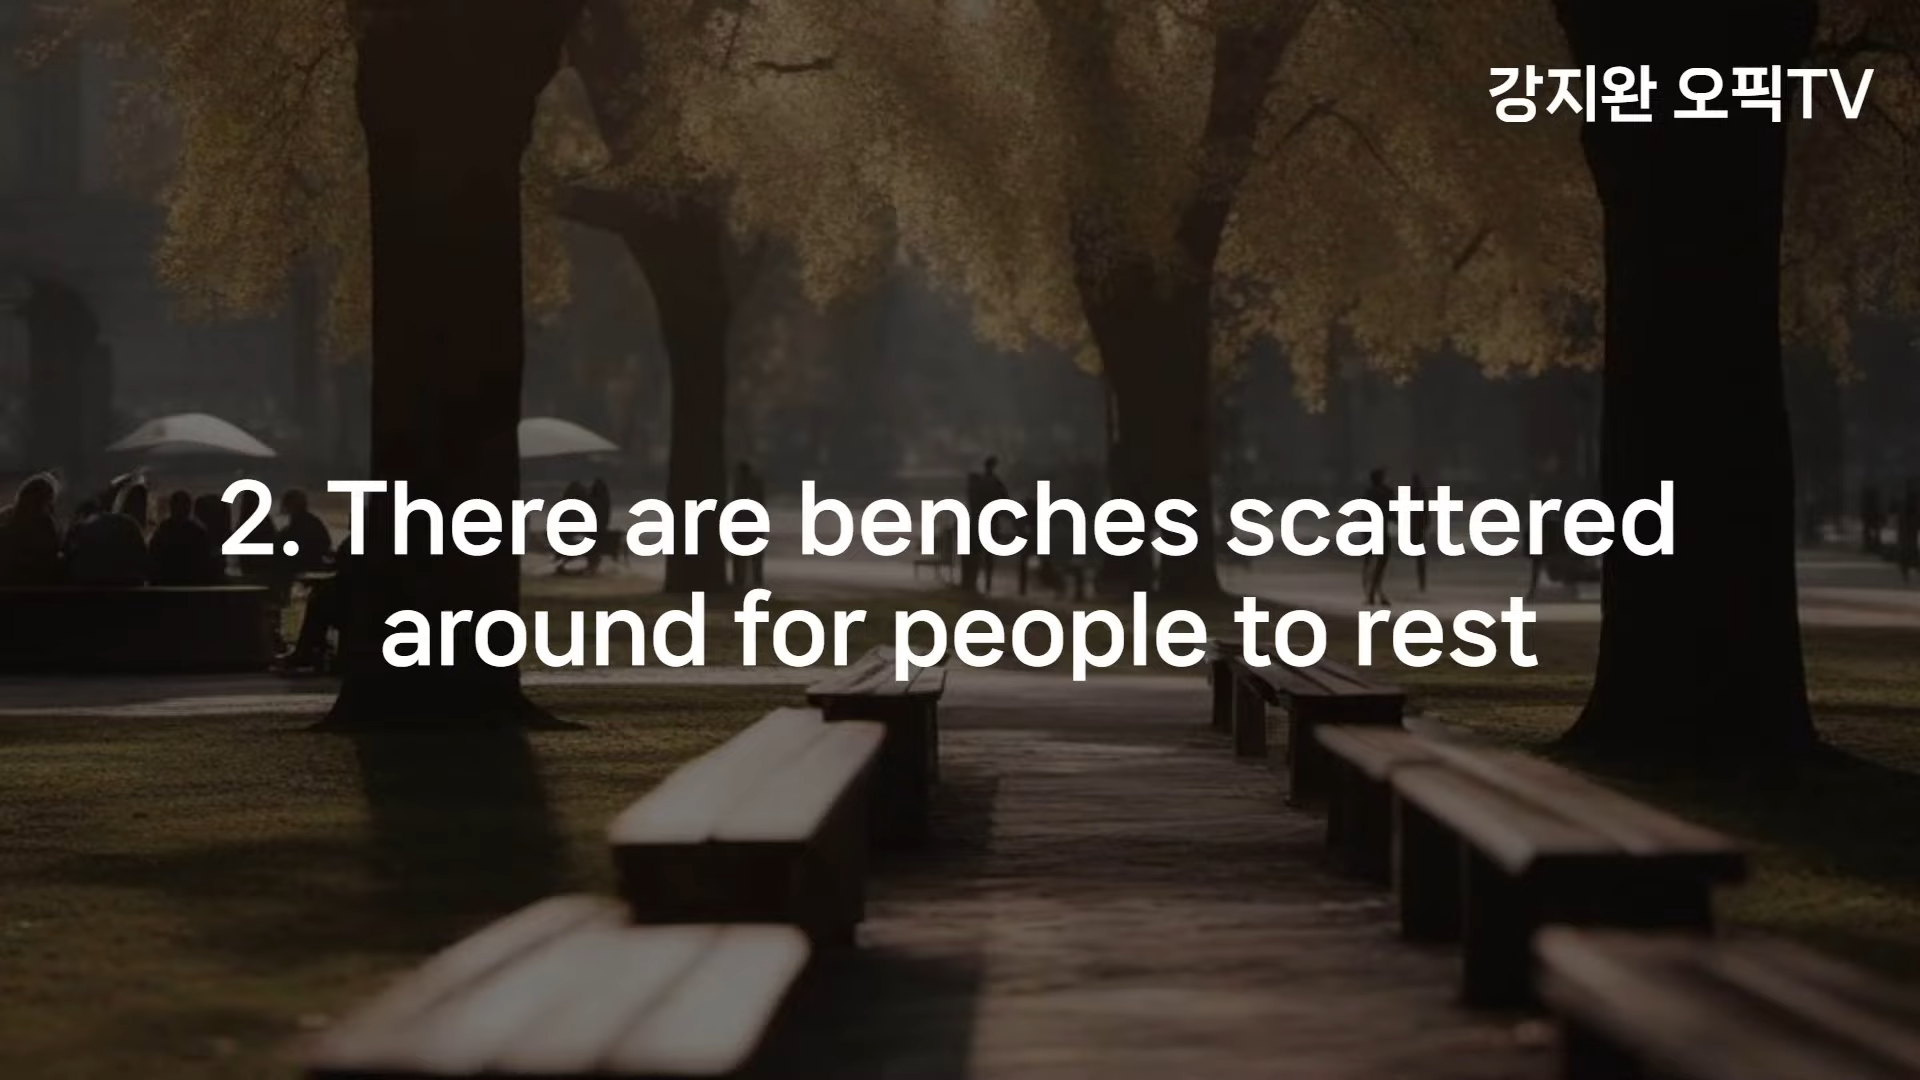 강지완 오픽TV
2. There are benches scattered
around for people to rest